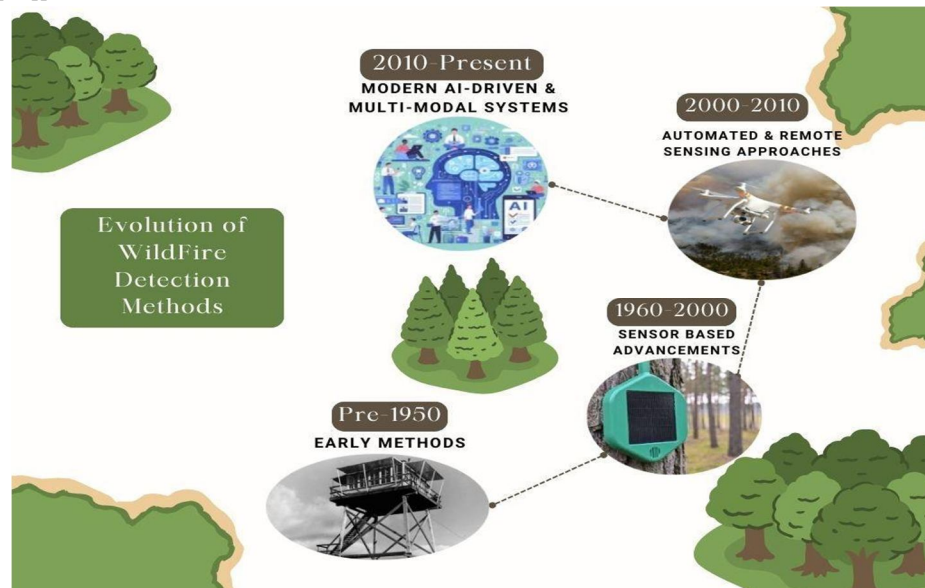 2010-Present
MODERN AI-DRIVEN &
MULTI-MODAL SYSTEMS
AI
2000-2010
AUTOMATED & REMOTE
SENSING APPROACHES
Evolution of
WildFire
Detection
Methods
1960-2000
SENSOR BASED
ADVANCEMENTS
Pre-1950
EARLY METHODS